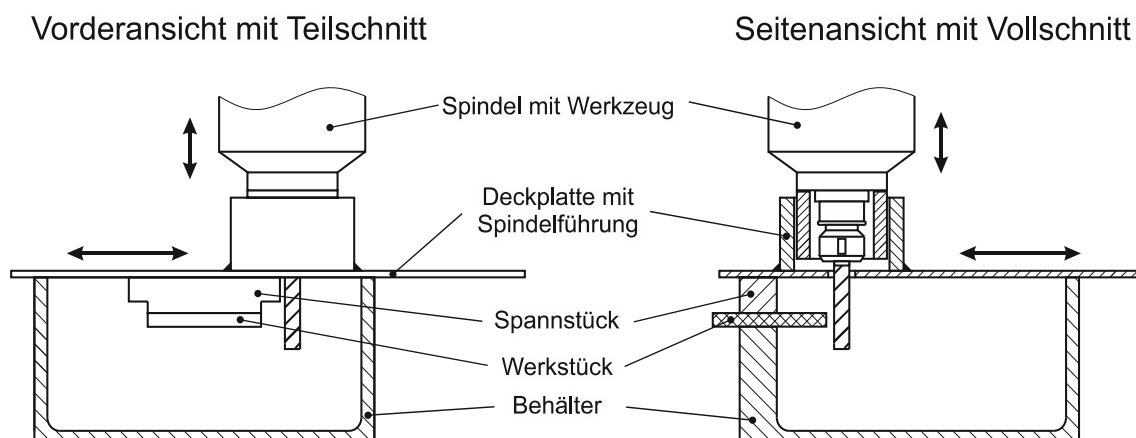 Vorderansicht mit Teilschnitt
Seitenansicht mit Vollschnitt
Spindel mit Werkzeug
Deckplatte mit
Spindelführung
Spannstück
Werkstück
Behälter